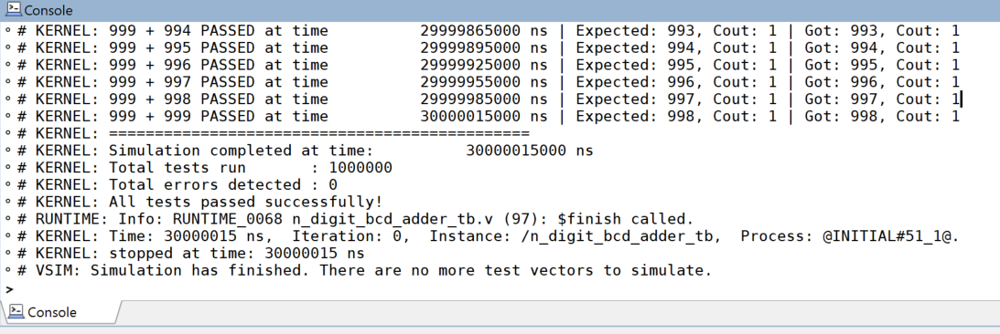 Console
# KERNEL: 999 + 994 PASSED at time          29999865000 ns | Expected: 993, Cout: 1 | Got: 993, Cout: 1
# KERNEL: 999 + 995 PASSED at time          29999895000 ns | Expected: 994, Cout: 1 | Got: 994, Cout: 1
# KERNEL: 999 + 996 PASSED at time          29999925000 ns | Expected: 995, Cout: 1 | Got: 995, Cout: 1
# KERNEL: 999 + 997 PASSED at time          29999955000 ns | Expected: 996, Cout: 1 | Got: 996, Cout: 1
# KERNEL: 999 + 998 PASSED at time          29999985000 ns | Expected: 997, Cout: 1 | Got: 997, Cout: 1
# KERNEL: 999 + 999 PASSED at time          30000015000 ns | Expected: 998, Cout: 1 | Got: 998, Cout: 1
# KERNEL: ==============================================
# KERNEL: Simulation completed at time:          30000015000 ns
# KERNEL: Total tests run       : 1000000
# KERNEL: Total errors detected : 0
# KERNEL: All tests passed successfully!
# RUNTIME: Info: RUNTIME_0068 n_digit_bcd_adder_tb.v (97): $finish called.
# KERNEL: Time: 30000015 ns,  Iteration: 0,  Instance: /n_digit_bcd_adder_tb,  Process: @INITIAL#51_1@.
# KERNEL: stopped at time: 30000015 ns
# VSIM: Simulation has finished. There are no more test vectors to simulate.
>
Console